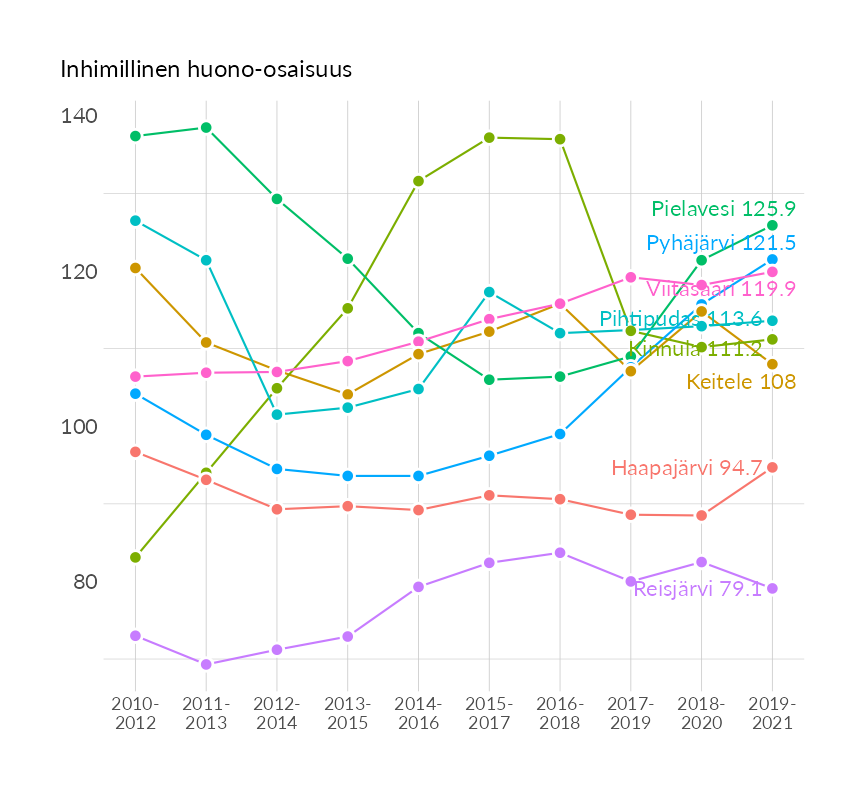 Inhimillinen huono-osaisuus
140
120
100
80
Pielavesi 125.9
Pyhäjärvi 121.5
Viitasaari 119.9
Pihtipudas 113.6
Kinnula 111.2
Keitele 108
Haapajärvi 94.7
Reisjärvi 79.1
2010-
2012
2011-
2013
2012-
2014
2013-
2015
2014-
2016
2015-
2017
2016-
2018
2017-
2019
2018-
2020
2019-
2021